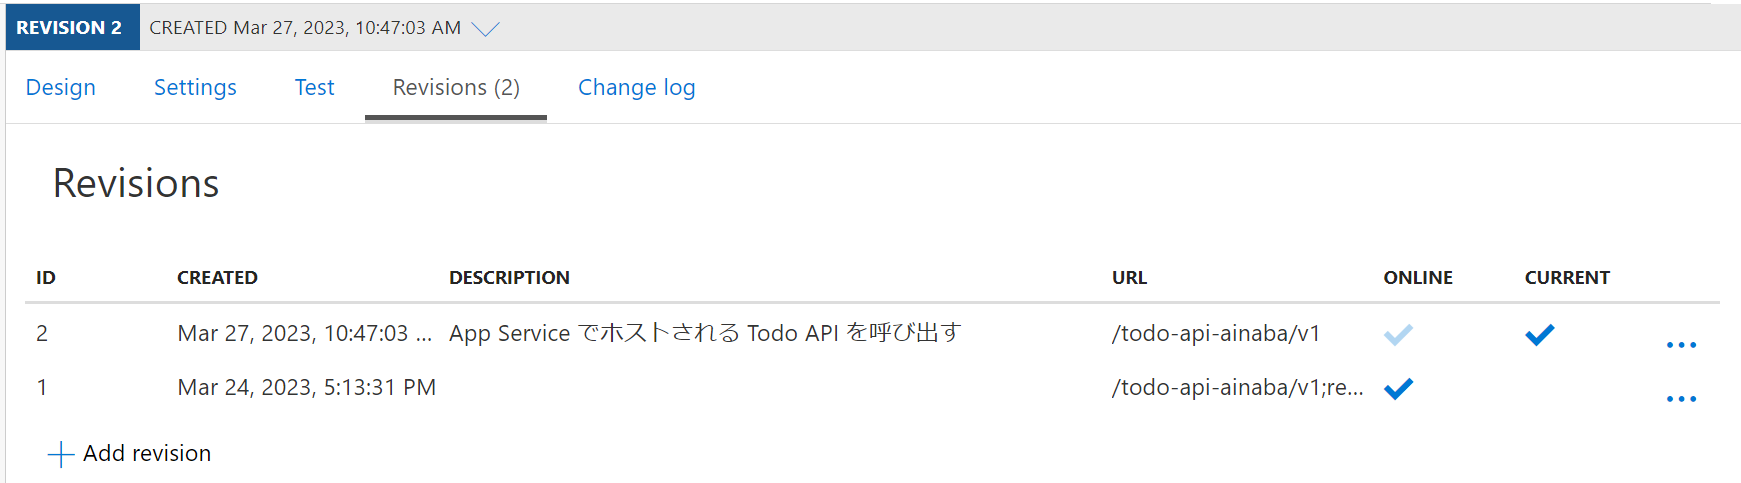 REVISION 2 CREATED Mar 27, 2023, 10:47:03 AM
Design Settings Test Revisions (2) Change log
Revisions
ID CREATED DESCRIPTION URL ONLINE CURRENT
2 Mar 27, 2023, 10:47:03 ... App Service でホストされる Todo API を呼び出す /todo-api-ainaba/v1
1 Mar 24, 2023, 5:13:31 PM /todo-api-ainaba/v1;re...
Add revision